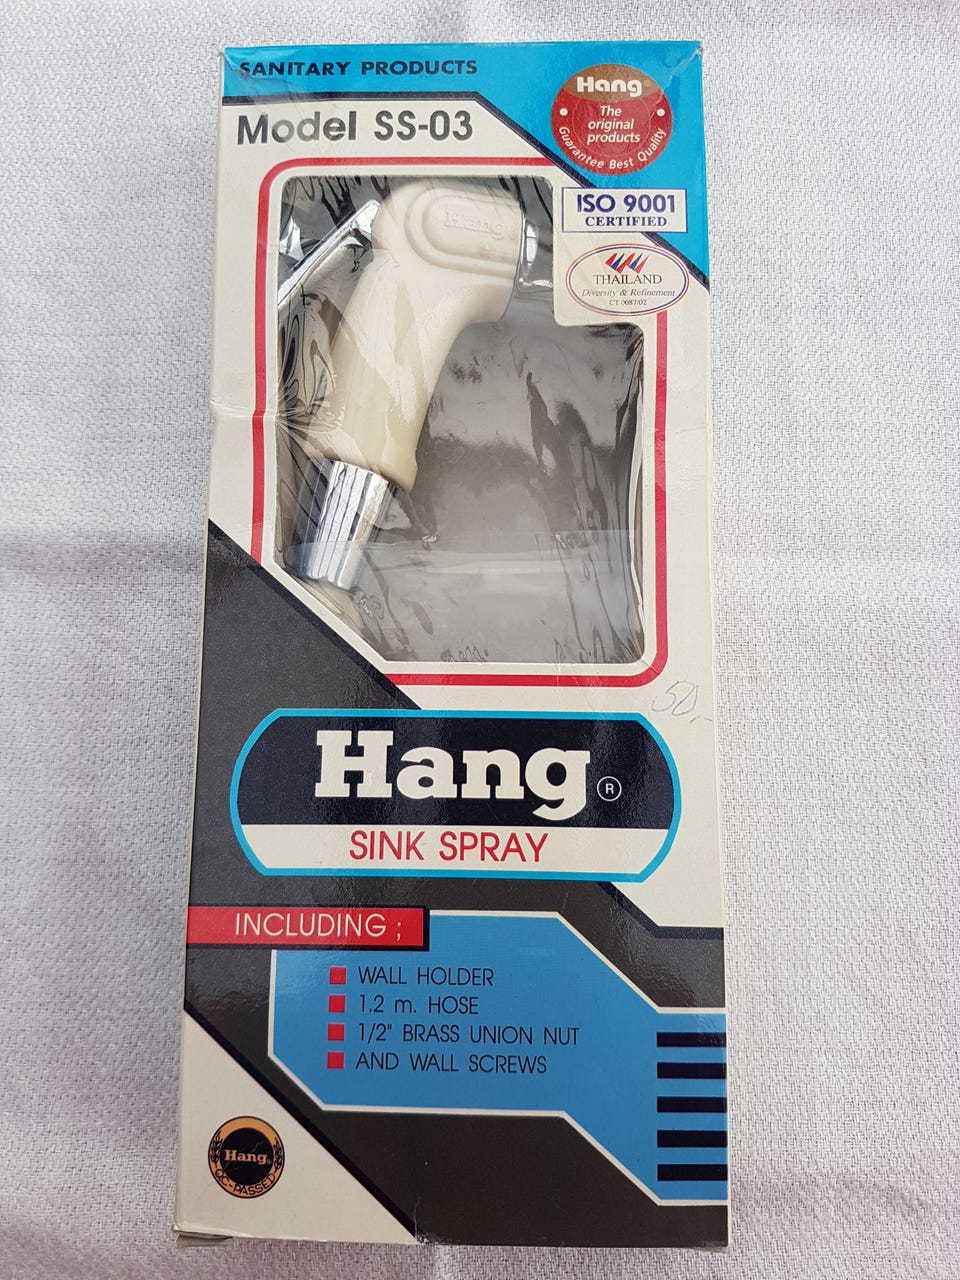 SANITARY PRODUCTS
Model SS-03
Hang®
The
original
products
Guarantee Best Quality
ISO 9001
CERTIFIED
THAILAND
Diversity & Refinement
CT 0087/02
Hang
50,-
Hang ®
SINK SPRAY
INCLUDING ;
WALL HOLDER
1.2 m. HOSE
1/2" BRASS UNION NUT
AND WALL SCREWS
Hang®
QC-PASSED